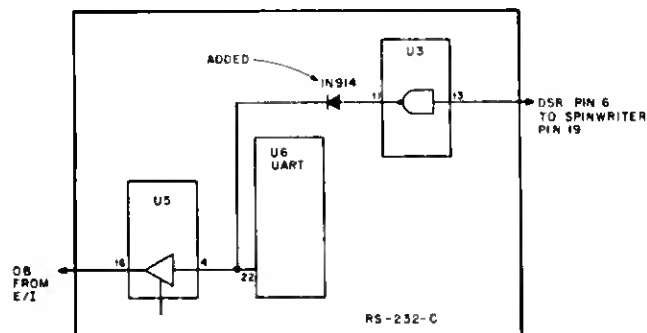 ADDED
IN914
U3
11
13
DSR PIN 6
TO SPINWRITER
PIN 19
U6
UART
U5
16
4
22
OB
FROM
E/I
RS-232-C